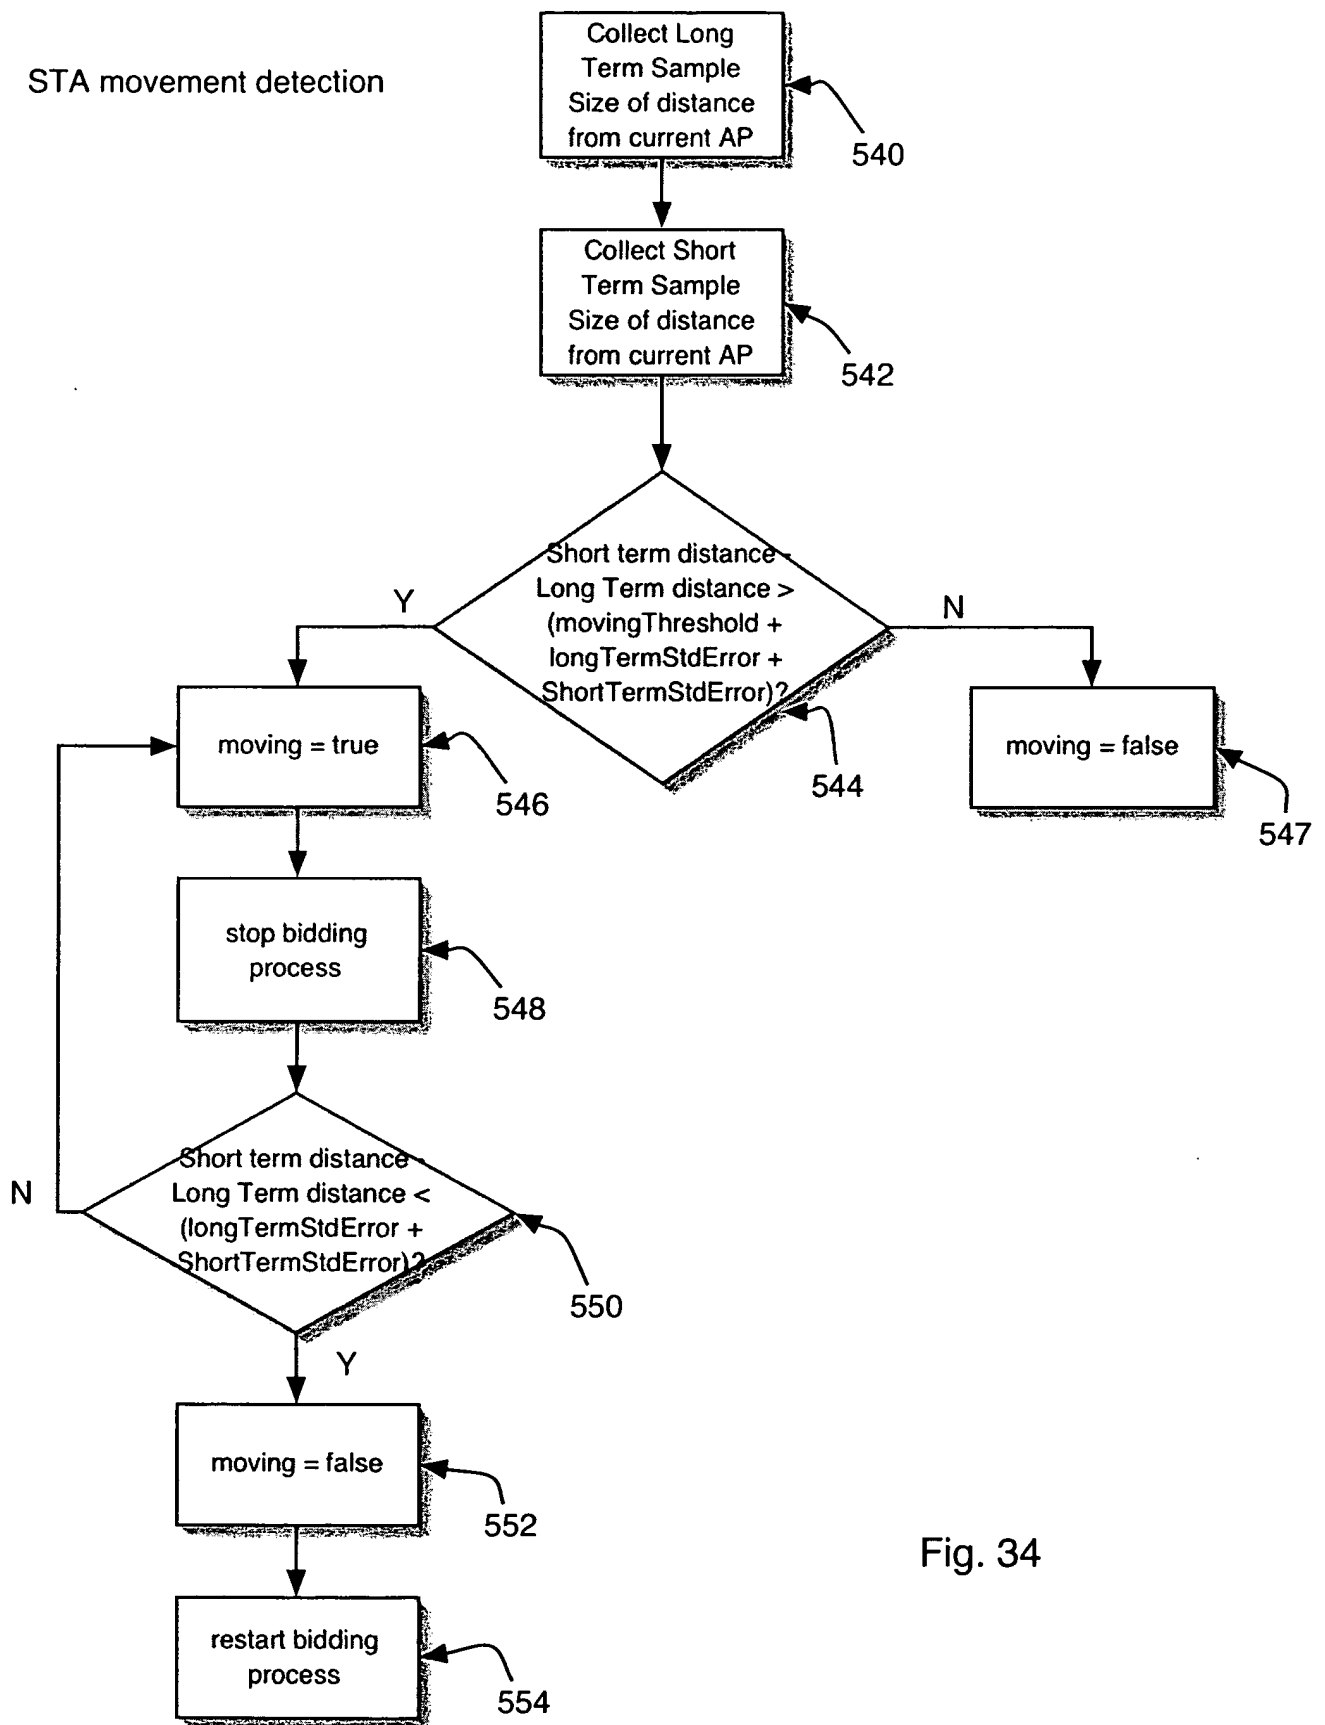 STA movement detection
Collect Long
Term Sample
Size of distance
from current AP
540
Collect Short
Term Sample
Size of distance
from current AP
542
Short term distance -
Long Term distance >
(movingThreshold +
longTermStdError +
ShortTermStdError)?
544
Y
N
moving = true
546
moving = false
547
stop bidding
process
548
Short term distance -
Long Term distance <
(longTermStdError +
ShortTermStdError)?
550
N
Y
moving = false
552
restart bidding
process
554
Fig. 34